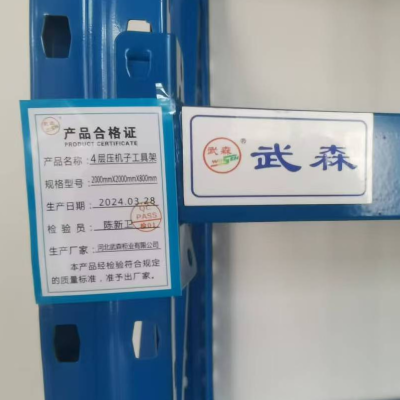 产品合格证
PRODUCT CERTIFICATE
产品名称: 4层压机子工具架
规格型号: 2000mmX2000mmX800mm
生产日期: 2024.03.28
检验员: 陈新卫
QC
PASS
生产厂家: 河北武森柜业有限公司
本产品经检验符合规定
的质量标准，准予出厂。
武森
武森